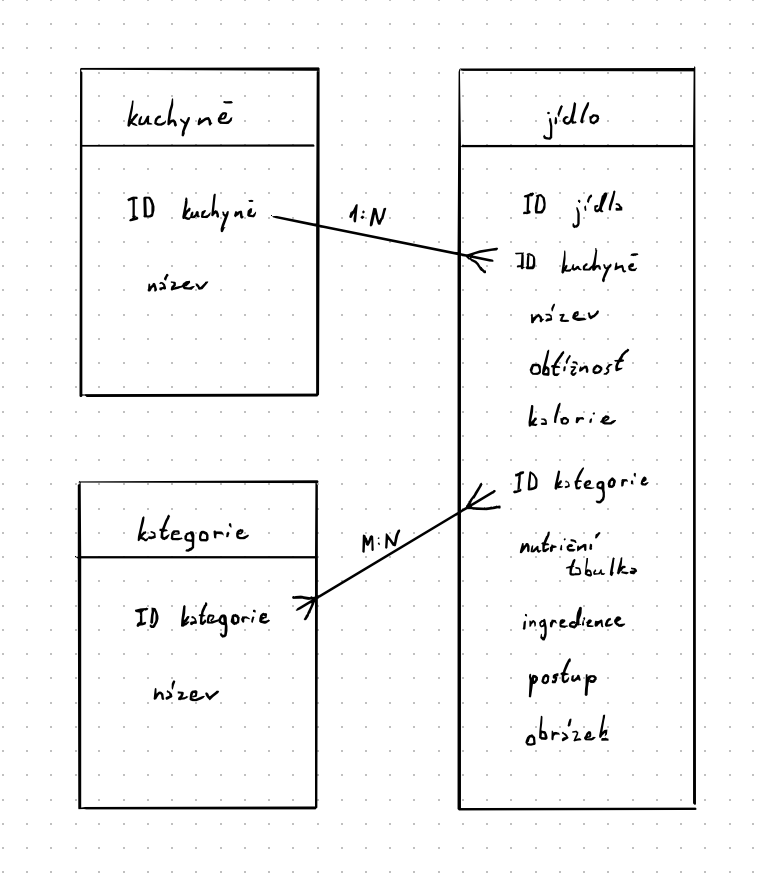 kuchyně
ID kuchyně
název
1:N
jídlo
ID jídla
ID kuchyně
název
obtížnost
kalorie
ID kategorie
nutriční
tabulka
ingredience
postup
obrázek
kategorie
ID kategorie
název
M:N